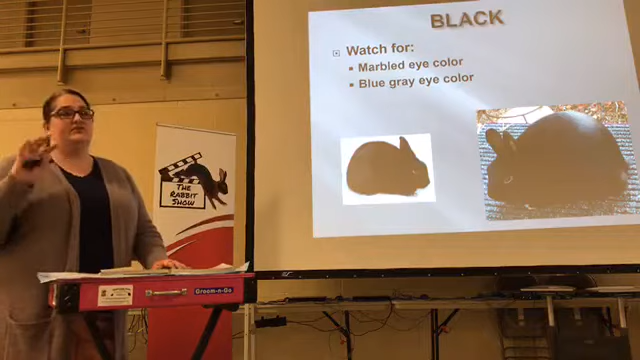 BLACK
Watch for:
Marbled eye color
Blue gray eye color
THE
RABBIT
SHOW
Groom-n-Go